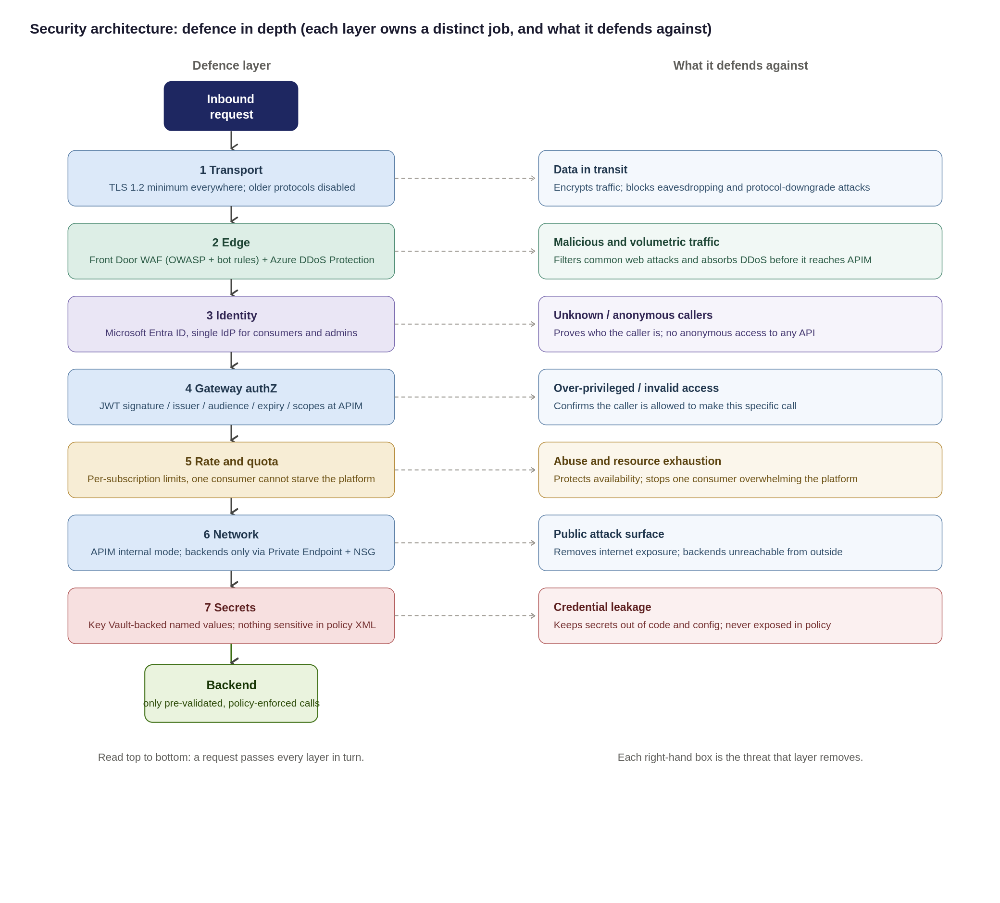 Security architecture: defence in depth (each layer owns a distinct job, and what it defends against)
Defence layer
What it defends against
Inbound
request
1 Transport
TLS 1.2 minimum everywhere; older protocols disabled
Data in transit
Encrypts traffic; blocks eavesdropping and protocol-downgrade attacks
2 Edge
Front Door WAF (OWASP + bot rules) + Azure DDoS Protection
Malicious and volumetric traffic
Filters common web attacks and absorbs DDoS before it reaches APIM
3 Identity
Microsoft Entra ID, single IdP for consumers and admins
Unknown / anonymous callers
Proves who the caller is; no anonymous access to any API
4 Gateway authZ
JWT signature / issuer / audience / expiry / scopes at APIM
Over-privileged / invalid access
Confirms the caller is allowed to make this specific call
5 Rate and quota
Per-subscription limits, one consumer cannot starve the platform
Abuse and resource exhaustion
Protects availability; stops one consumer overwhelming the platform
6 Network
APIM internal mode; backends only via Private Endpoint + NSG
Public attack surface
Removes internet exposure; backends unreachable from outside
7 Secrets
Key Vault-backed named values; nothing sensitive in policy XML
Credential leakage
Keeps secrets out of code and config; never exposed in policy
Backend
only pre-validated, policy-enforced calls
Read top to bottom: a request passes every layer in turn.
Each right-hand box is the threat that layer removes.